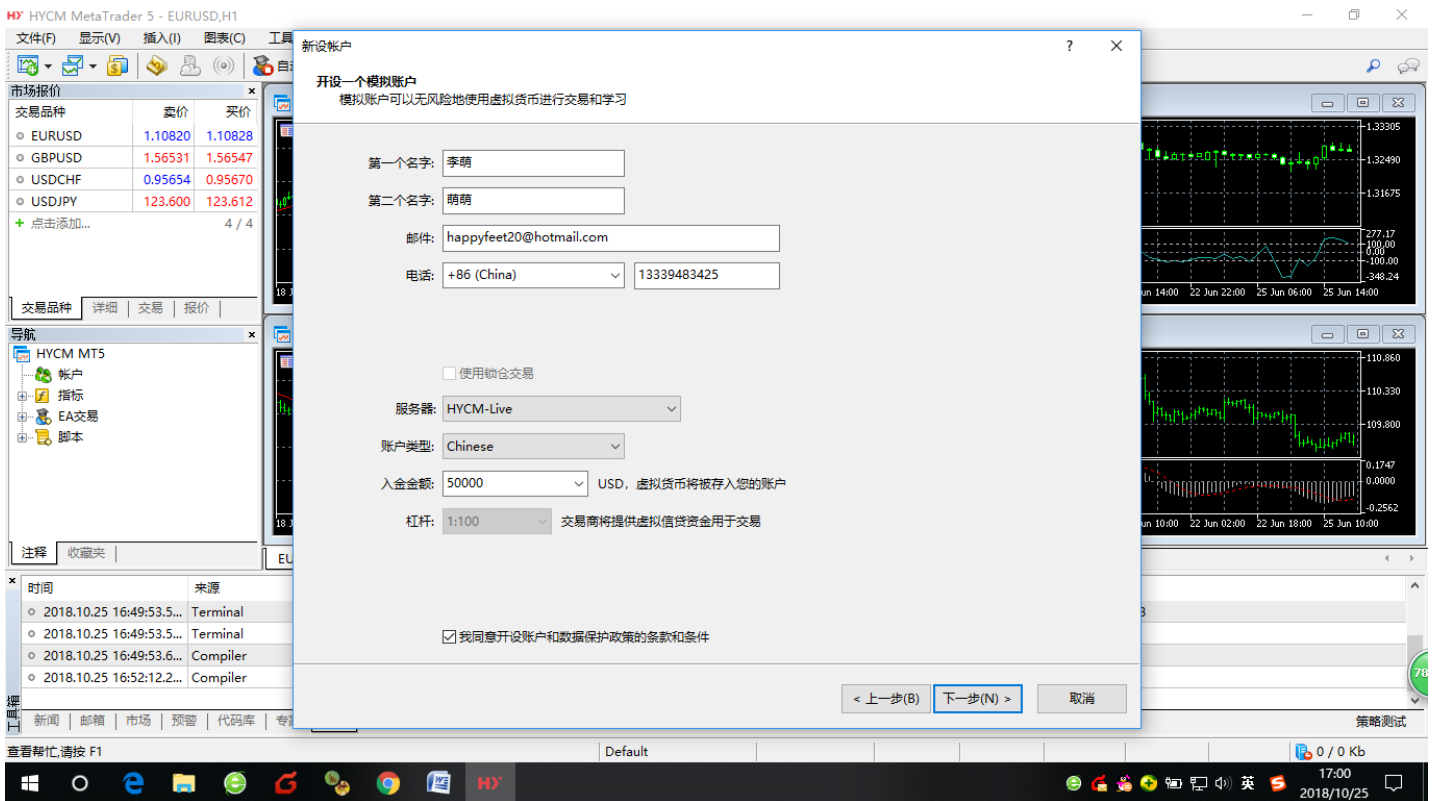 HY HYCM MetaTrader 5 - EURUSD,H1
文件(F) 显示(V) 插入(I) 图表(C) 工具
新设帐户
?
开设一个模拟账户
模拟账户可以无风险地使用虚拟货币进行交易和学习
市场报价
交易品种 卖价 买价
EURUSD 1.10820 1.10828
GBPUSD 1.56531 1.56547
USDCHF 0.95654 0.95670
USDJPY 123.600 123.612
+ 点击添加... 4 / 4
交易品种 | 详细 | 交易 | 报价
导航
HYCM MT5
帐户
指标
EA交易
脚本
注释 | 收藏夹
第一个名字: 李萌
第二个名字: 萌萌
邮件: happyfeet20@hotmail.com
电话: +86 (China) 13339483425
使用锁仓交易
服务器: HYCM-Live
账户类型: Chinese
入金金额: 50000 USD，虚拟货币将被存入您的账户
杠杆: 1:100 交易商将提供虚拟信贷资金用于交易
我同意开设账户和数据保护政策的条款和条件
< 上一步(B) 下一步(N) > 取消
1.33305
1.32490
1.31675
277.17
100.00
0.00
-100.00
-348.24
18 J
un 14:00 22 Jun 22:00 25 Jun 06:00 25 Jun 14:00
110.860
110.330
109.800
0.1747
0.0000
-0.2562
18 J
un 10:00 22 Jun 02:00 22 Jun 18:00 25 Jun 10:00
EU
时间 来源
2018.10.25 16:49:53.5... Terminal
2018.10.25 16:49:53.5... Terminal
2018.10.25 16:49:53.6... Compiler
2018.10.25 16:52:12.2... Compiler
78
工具箱
新闻 | 邮箱 | 市场 | 预警 | 代码库 |
策略测试
查看帮忙,请按 F1
Default
0 / 0 Kb
HY
英
17:00
2018/10/25